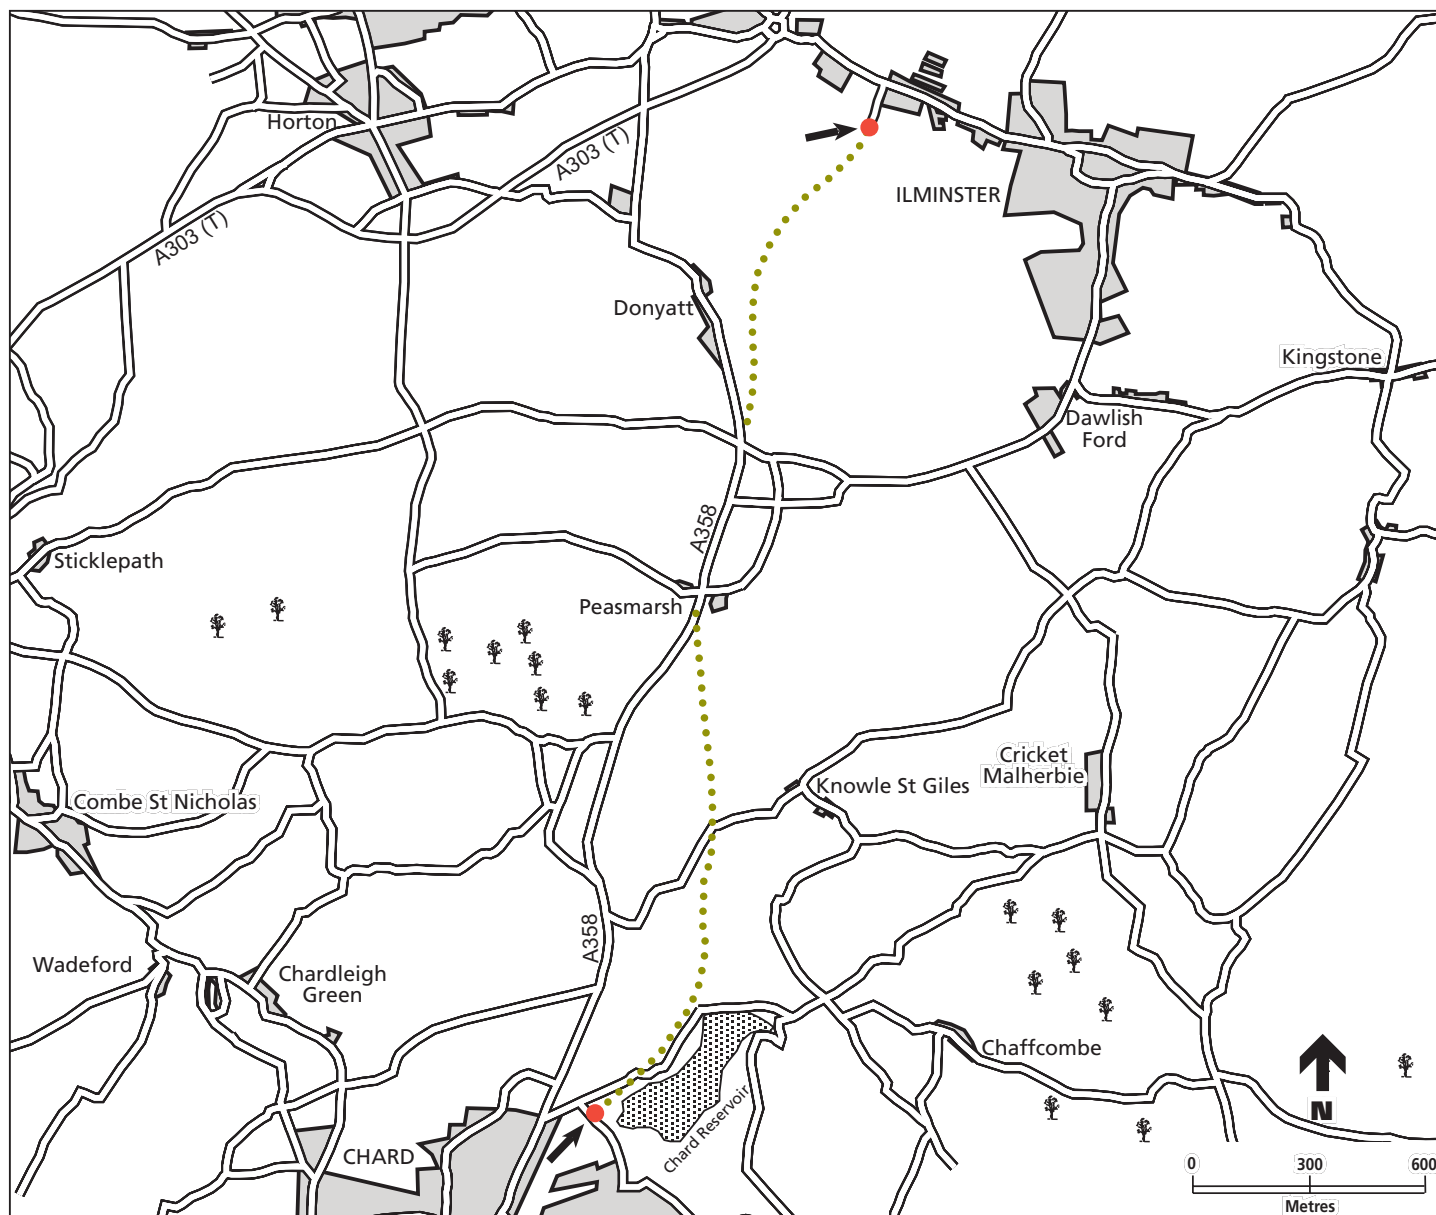 Horton
A303 (T)
ILMINSTER
A303 (T)
Donyatt
Kingstone
Dawlish
Ford
A358
Sticklepath
Peasmarsh
Cricket
Malherbie
Knowle St Giles
Combe St Nicholas
A358
Wadeford
Chardleigh
Green
Chaffcombe
Chard Reservoir
N
CHARD
0 300 600
Metres